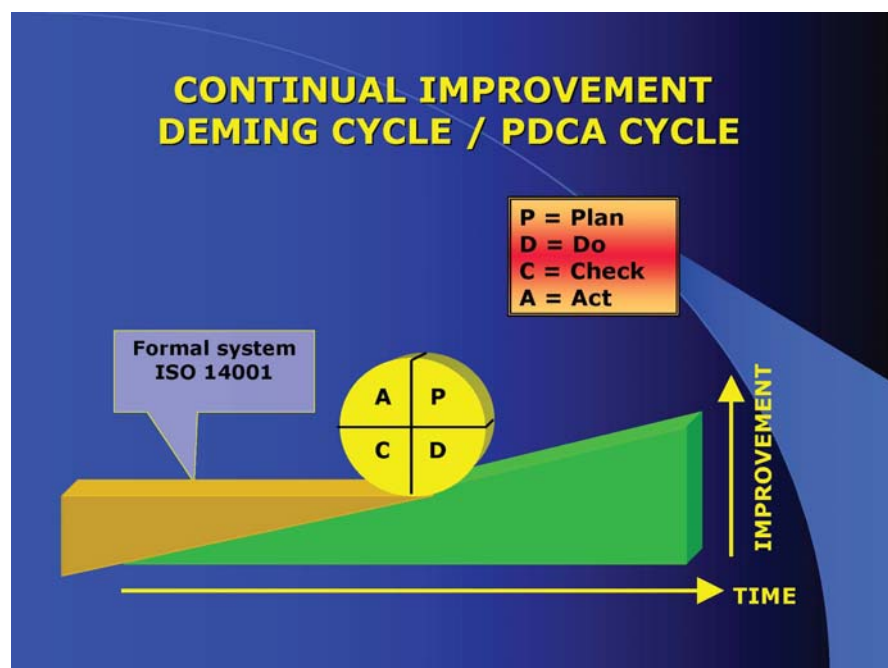 CONTINUAL IMPROVEMENT
DEMING CYCLE / PDCA CYCLE
P = Plan
D = Do
C = Check
A = Act
Formal system
ISO 14001
A P
C D
IMPROVEMENT
TIME